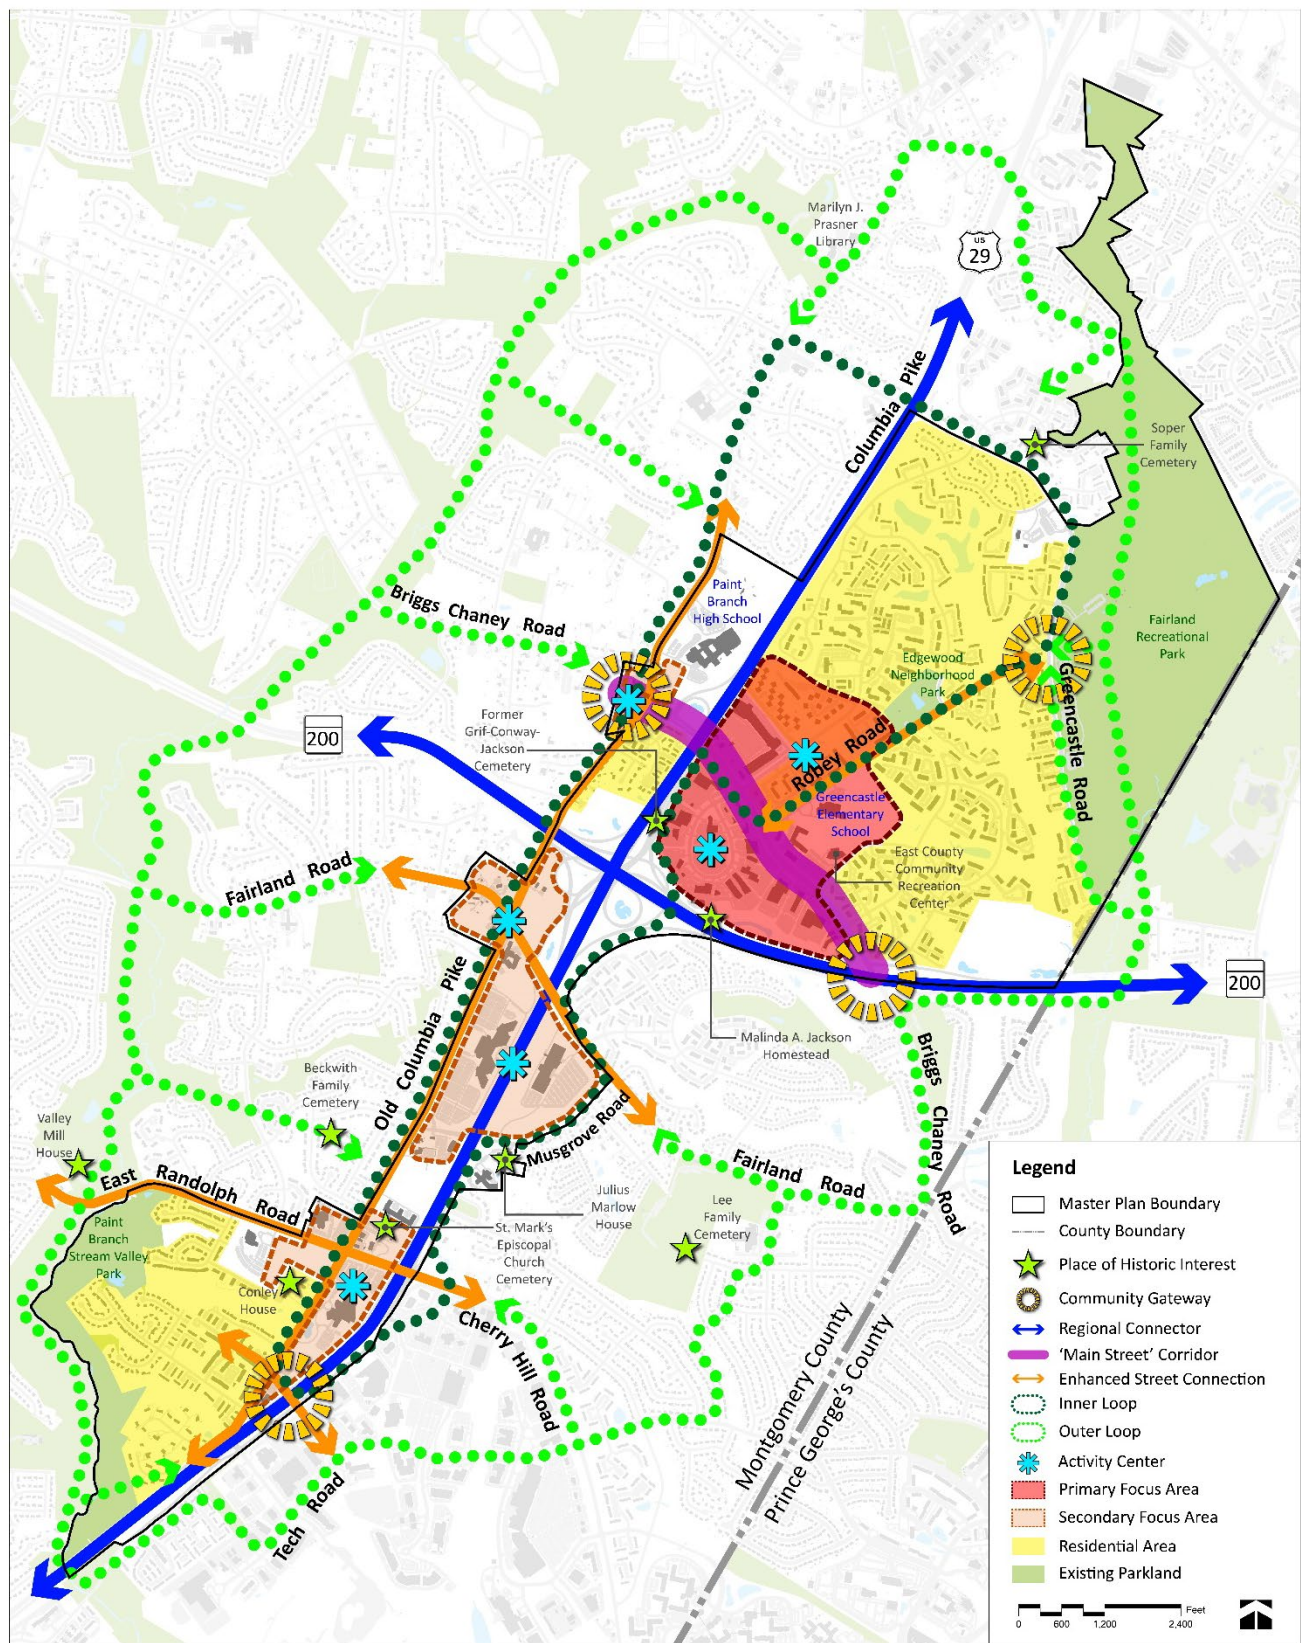 Marilyn J.
Prasner
Library
US
29
Columbia Pike
Soper
Family
Cemetery
Briggs Chaney Road
Paint
Branch
High School
Fairland
Recreational
Park
Edgewood
Neighborhood
Park
Greencastle Road
Former
Grif-Conway-
Jackson
Cemetery
200
Robey Road
Greencastle
Elementary
School
East County
Community
Recreation
Center
Fairland Road
200
Old Columbia Pike
Malinda A. Jackson
Homestead
Briggs Chaney Road
Beckwith
Family
Cemetery
Valley
Mill
House
Musgrove Road
Fairland Road
East Randolph Road
Julius
Marlow
House
Lee
Family
Cemetery
Paint
Branch
Stream Valley
Park
St. Mark's
Episcopal
Church
Cemetery
Conley
House
Cherry Hill Road
Montgomery County
Prince George's County
Tech Road
Legend
Master Plan Boundary
County Boundary
Place of Historic Interest
Community Gateway
Regional Connector
'Main Street' Corridor
Enhanced Street Connection
Inner Loop
Outer Loop
Activity Center
Primary Focus Area
Secondary Focus Area
Residential Area
Existing Parkland
Feet
0 600 1,200 2,400